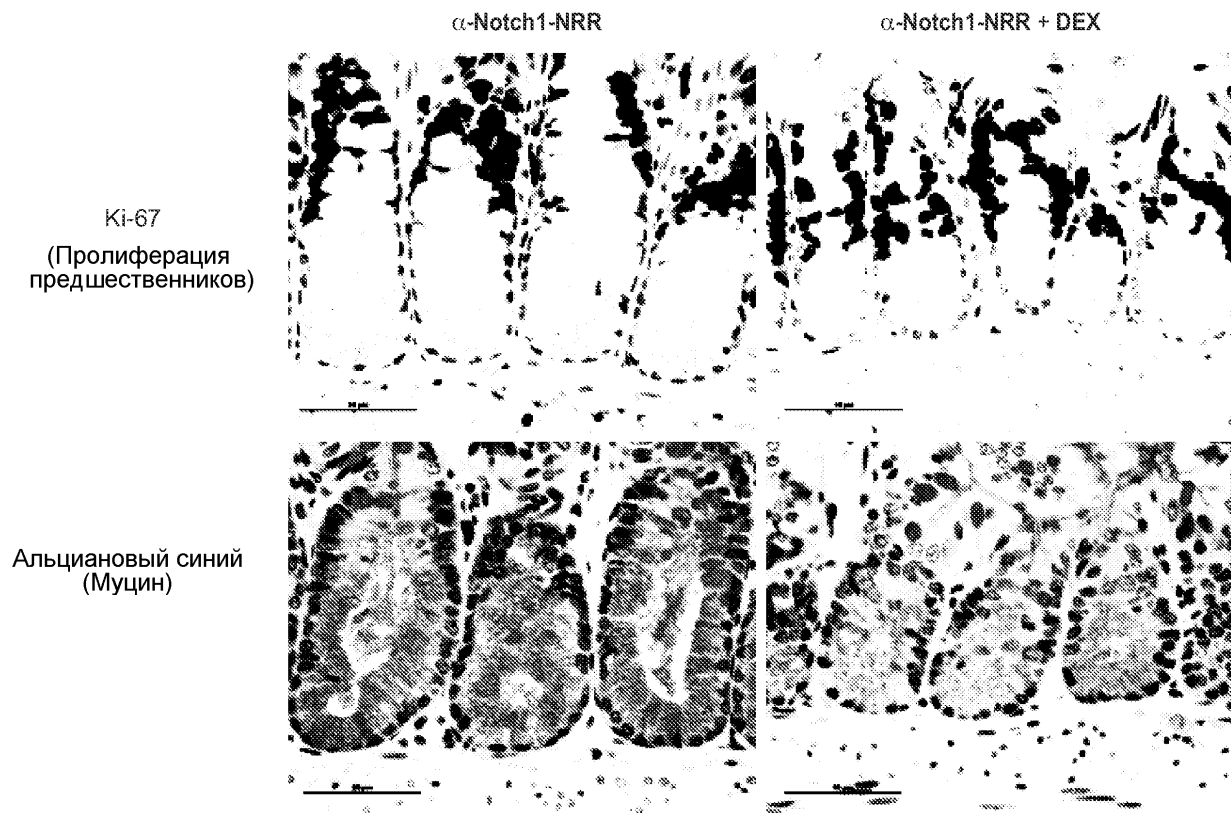 α-Notch1-NRR
α-Notch1-NRR + DEX
Ki-67
(Пролиферация
предшественников)
Альциановый синий
(Муцин)